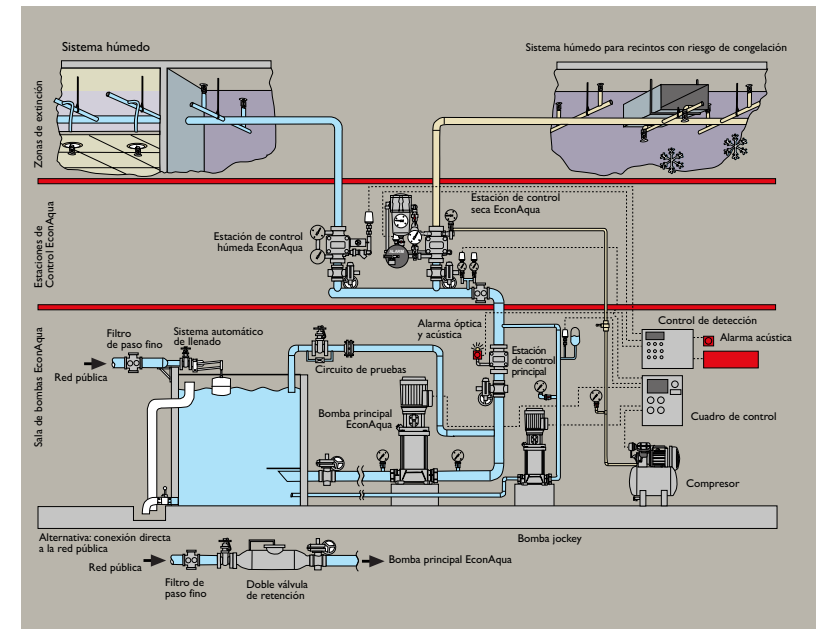 Sistema húmedo
Sistema húmedo para recintos con riesgo de congelación
Zonas de extinción
Estación de control
seca EconAqua
Estación de control
húmeda EconAqua
Estaciones de
Control EconAqua
Filtro
de paso fino
Sistema automático
de llenado
Red pública
Circuito de pruebas
Alarma óptica
y acústica
Estación
de control
principal
Control de detección
Alarma acústica
Bomba principal
EconAqua
Cuadro de control
Compresor
Sala de bombas EconAqua
Alternativa: conexión directa
a la red pública
Bomba jockey
Red pública
Bomba principal EconAqua
Filtro de
paso fino
Doble válvula
de retención